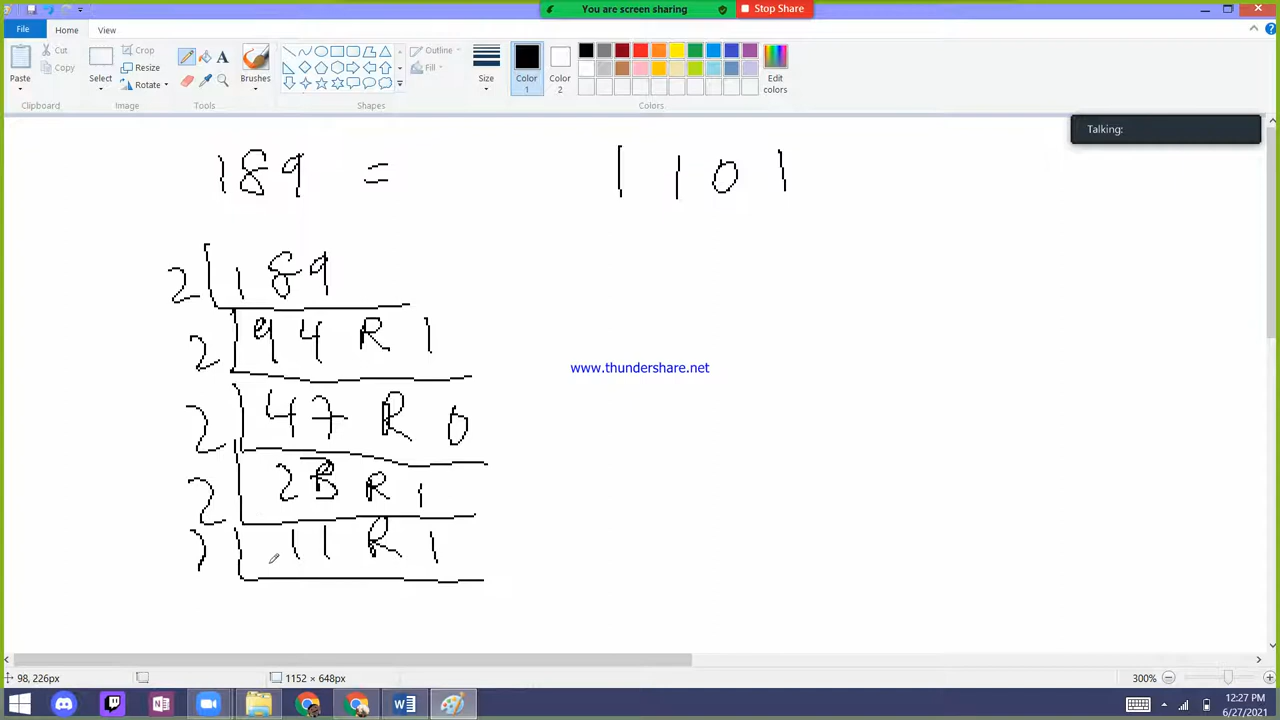 You are screen sharing Stop Share
File Home View
Cut Crop Outline
Copy Resize Fill
Paste Select Rotate Brushes Size Color 1 Color 2 Edit colors
Clipboard Image Tools Shapes Colors
Talking:
189 = 1 1 0 1
2 189
2 94 R 1
www.thundershare.net
2 47 R 0
2 23 R 1
11 R 1
98, 226px 1152 × 648px 300%
12:27 PM
6/27/2021